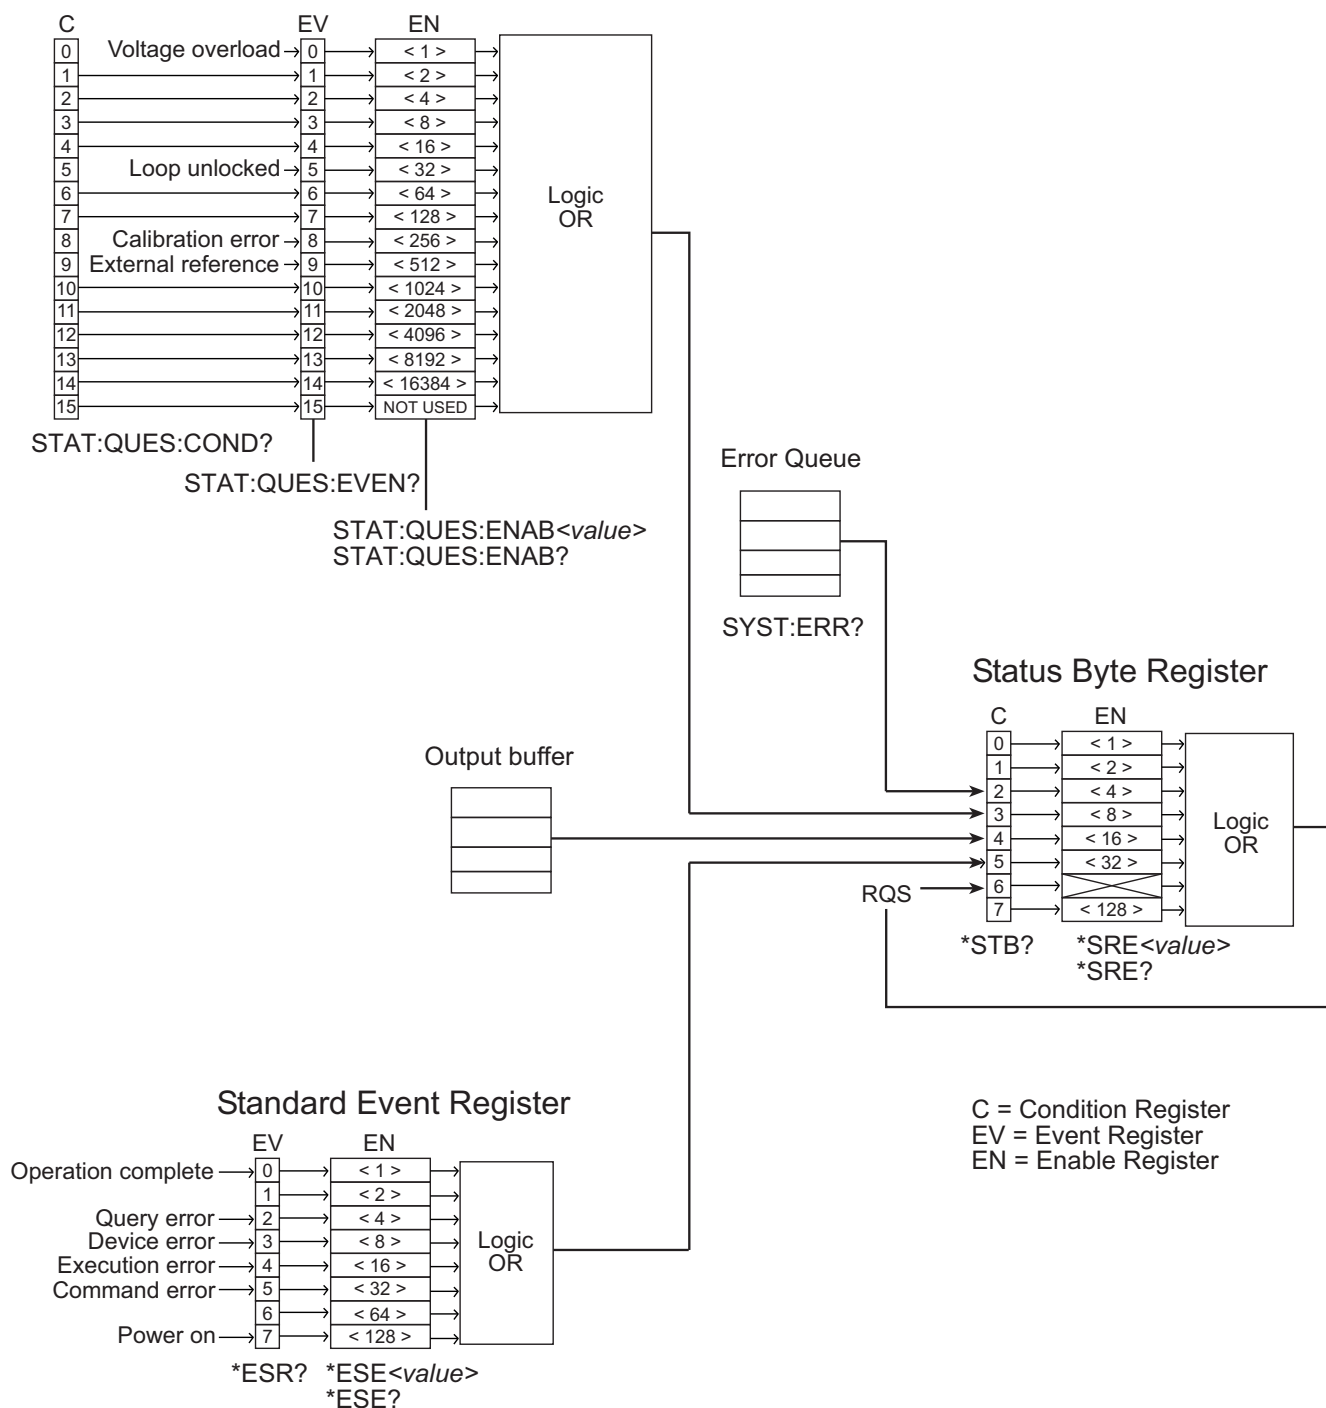 C EV EN
0 Voltage overload 0 < 1 >
1 1 < 2 >
2 2 < 4 >
3 3 < 8 >
4 4 < 16 >
5 Loop unlocked 5 < 32 >
6 6 < 64 >
7 7 < 128 >
8 Calibration error 8 < 256 >
9 External reference 9 < 512 >
10 10 < 1024 >
11 11 < 2048 >
12 12 < 4096 >
13 13 < 8192 >
14 14 < 16384 >
15 15 NOT USED
Logic
OR
STAT:QUES:COND?
STAT:QUES:EVEN?
STAT:QUES:ENAB<value>
STAT:QUES:ENAB?
Error Queue
SYST:ERR?
Output buffer
Status Byte Register
C EN
0 < 1 >
1 < 2 >
2 < 4 >
3 < 8 >
4 < 16 >
5 < 32 >
RQS 6
7 < 128 >
Logic
OR
*STB? *SRE<value>
*SRE?
Standard Event Register
EV EN
Operation complete 0 < 1 >
1 < 2 >
Query error 2 < 4 >
Device error 3 < 8 >
Execution error 4 < 16 >
Command error 5 < 32 >
6 < 64 >
Power on 7 < 128 >
Logic
OR
*ESR? *ESE<value>
*ESE?
C = Condition Register
EV = Event Register
EN = Enable Register